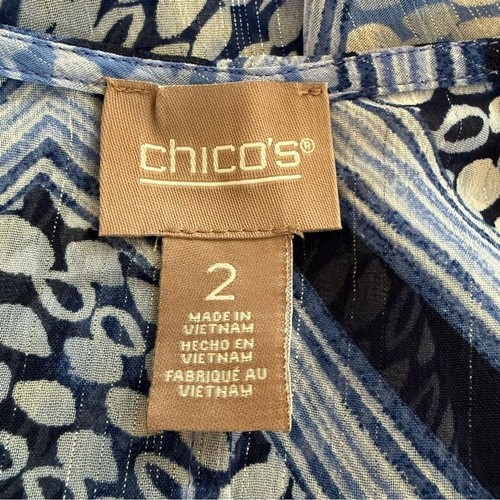 chico's®
2
MADE IN
VIETNAM
HECHO EN
VIETNAM
FABRIQUÉ AU
VIETNAM